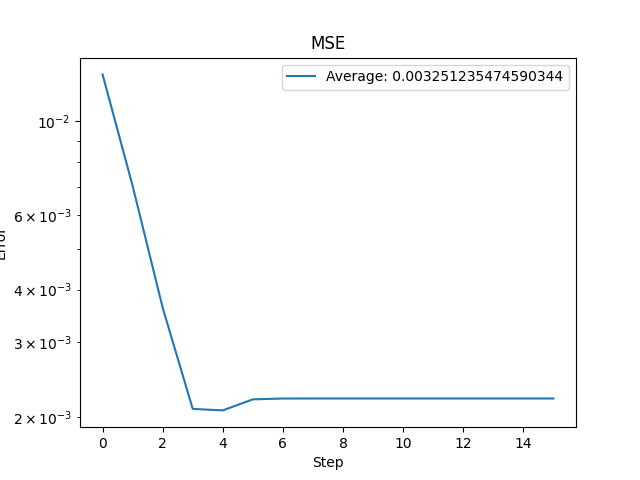 MSE
Average: 0.003251235474590344
10⁻²
6 × 10⁻³
4 × 10⁻³
3 × 10⁻³
2 × 10⁻³
Error
0 2 4 6 8 10 12 14
Step